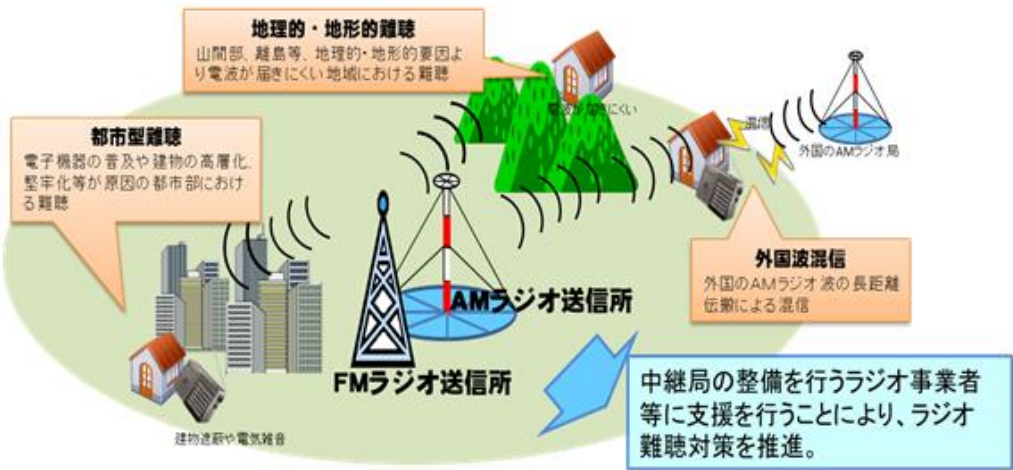 地理的・地形的難聴
山間部、離島等、地理的・地形的要因よ
り電波が届きにくい地域における難聴
電波が届きにくい
混信
外国のAMラジオ局
都市型難聴
電子機器の普及や建物の高層化、
堅牢化等が原因の都市部におけ
る難聴
外国波混信
外国のAMラジオ波の長距離
伝搬による混信
AMラジオ送信所
FMラジオ送信所
建物遮蔽や電気雑音
中継局の整備を行うラジオ事業者
等に支援を行うことにより、ラジオ
難聴対策を推進。